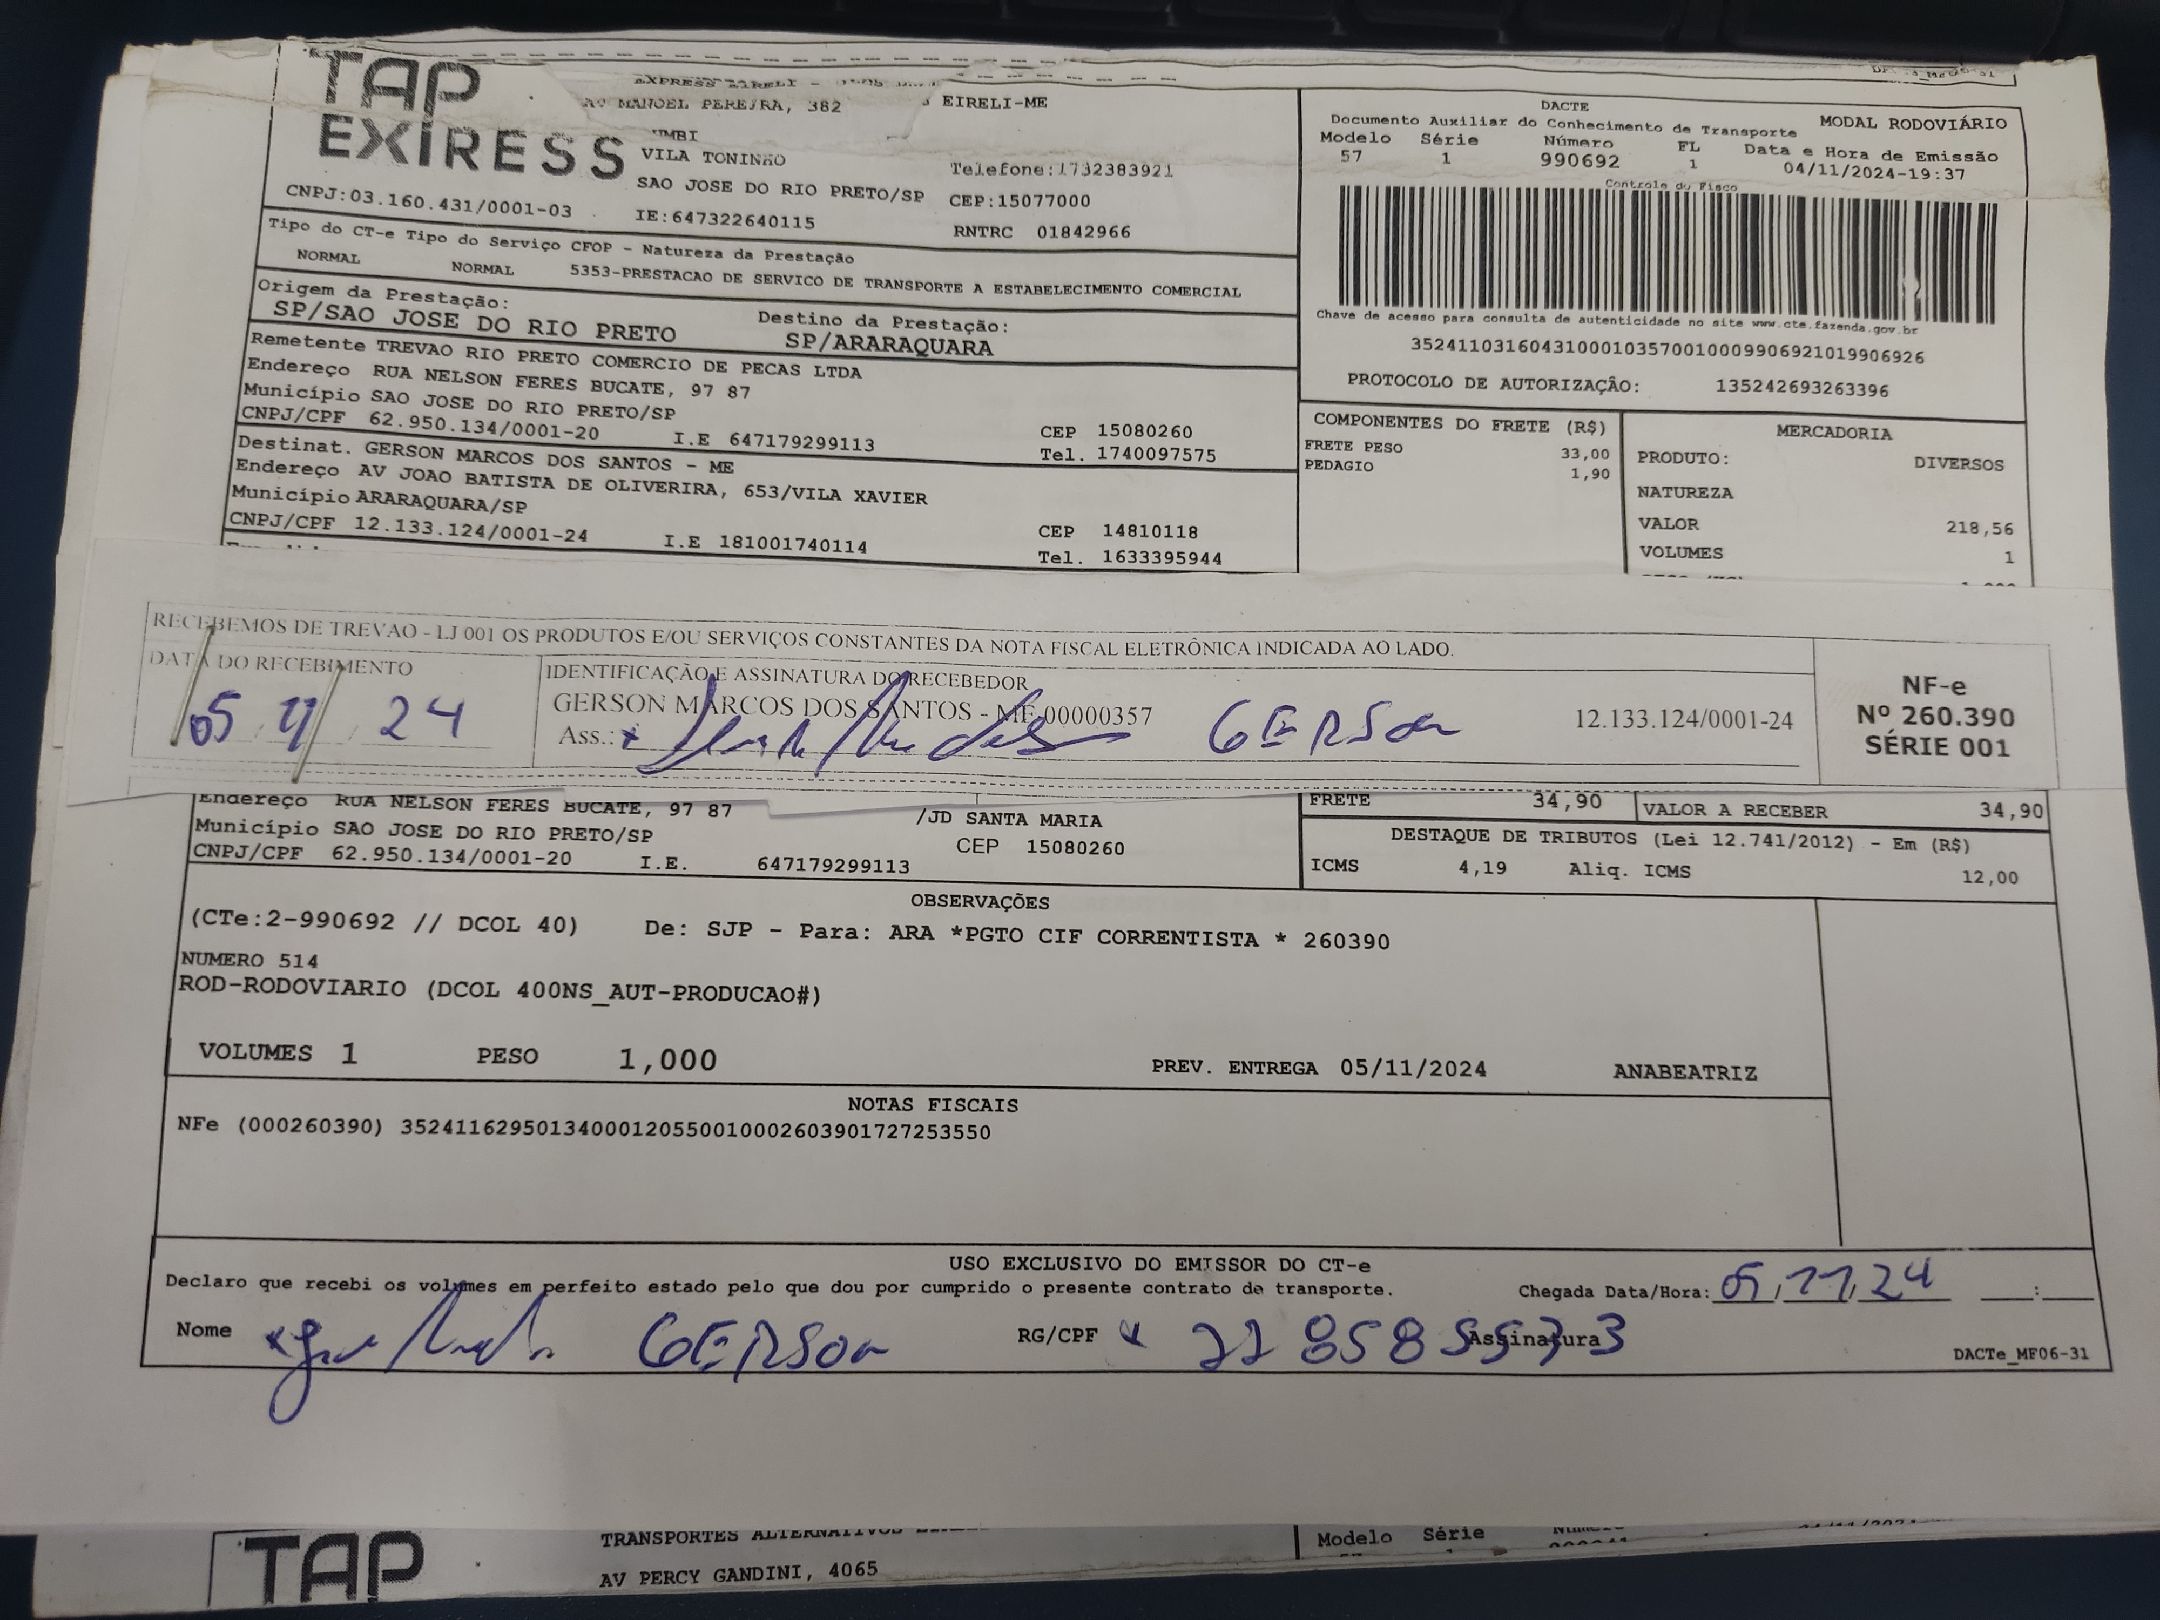 TAP
EXIRESS
AV MANOEL PEREIRA, 382
EIRELI-ME
VILA TONINHO
Telefone:1732383921
SAO JOSE DO RIO PRETO/SP CEP:15077000
CNPJ:03.160.431/0001-03 IE:647322640115 RNTRC 01842966
DACTE
Documento Auxiliar do Conhecimento de Transporte MODAL RODOVIÁRIO
Modelo Série Número FL Data e Hora de Emissão
57 1 990692 1 04/11/2024-19:37
Controle do Fisco
Chave de acesso para consulta de autenticidade no site www.cte.fazenda.gov.br
35241103160431000103570010009906921019906926
PROTOCOLO DE AUTORIZAÇÃO: 135242693263396
Tipo do CT-e Tipo do Serviço CFOP - Natureza da Prestação
NORMAL NORMAL 5353-PRESTACAO DE SERVICO DE TRANSPORTE A ESTABELECIMENTO COMERCIAL
Origem da Prestação: Destino da Prestação:
SP/SAO JOSE DO RIO PRETO SP/ARARAQUARA
Remetente TREVAO RIO PRETO COMERCIO DE PECAS LTDA
Endereço RUA NELSON FERES BUCATE, 97 87
Município SAO JOSE DO RIO PRETO/SP CEP 15080260
CNPJ/CPF 62.950.134/0001-20 I.E 647179299113 Tel. 1740097575
Destinat. GERSON MARCOS DOS SANTOS - ME
Endereço AV JOAO BATISTA DE OLIVERIRA, 653/VILA XAVIER
Município ARARAQUARA/SP CEP 14810118
CNPJ/CPF 12.133.124/0001-24 I.E 181001740114 Tel. 1633395944
COMPONENTES DO FRETE (R$)
FRETE PESO 33,00
PEDAGIO 1,90
MERCADORIA
PRODUTO: DIVERSOS
NATUREZA
VALOR 218,56
VOLUMES 1
RECEBEMOS DE TREVAO - LJ 001 OS PRODUTOS E/OU SERVIÇOS CONSTANTES DA NOTA FISCAL ELETRÔNICA INDICADA AO LADO.
DATA DO RECEBIMENTO
05 11 24
IDENTIFICAÇÃO E ASSINATURA DO RECEBEDOR
GERSON MARCOS DOS SANTOS - ME 00000357 12.133.124/0001-24
Ass.: GERSON
NF-e
Nº 260.390
SÉRIE 001
Endereço RUA NELSON FERES BUCATE, 97 87 /JD SANTA MARIA
Município SAO JOSE DO RIO PRETO/SP CEP 15080260
CNPJ/CPF 62.950.134/0001-20 I.E. 647179299113
FRETE 34,90 VALOR A RECEBER 34,90
DESTAQUE DE TRIBUTOS (Lei 12.741/2012) - Em (R$)
ICMS 4,19 Aliq. ICMS 12,00
OBSERVAÇÕES
(CTe:2-990692 // DCOL 40) De: SJP - Para: ARA *PGTO CIF CORRENTISTA * 260390
NUMERO 514
ROD-RODOVIARIO (DCOL 400NS_AUT-PRODUCAO#)
VOLUMES 1 PESO 1,000 PREV. ENTREGA 05/11/2024 ANABEATRIZ
NOTAS FISCAIS
NFe (000260390) 35241162950134000120550010002603901727253550
USO EXCLUSIVO DO EMISSOR DO CT-e
Declaro que recebi os volumes em perfeito estado pelo que dou por cumprido o presente contrato de transporte. Chegada Data/Hora: 05,11,24 :
Nome GERSON RG/CPF Assinatura
DACTe_MF06-31
TAP
TRANSPORTES ALTERNATIVOS
AV PERCY GANDINI, 4065
Modelo Série